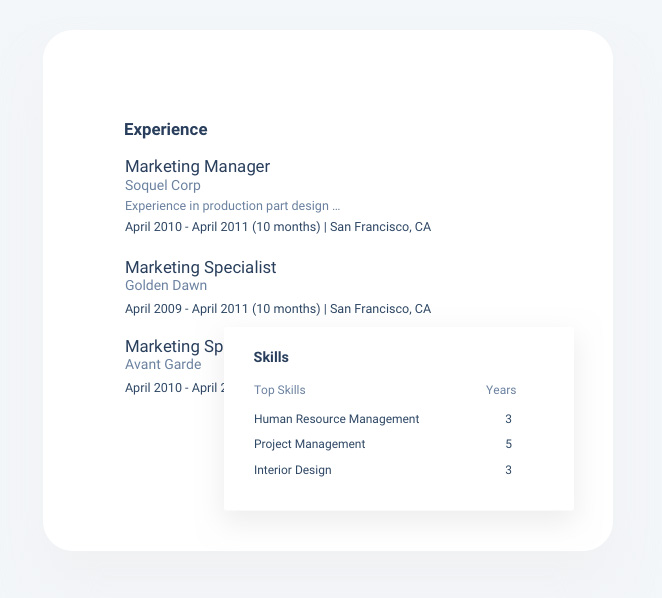 Experience
Marketing Manager
Soquel Corp
Experience in production part design ...
April 2010 - April 2011 (10 months) | San Francisco, CA
Marketing Specialist
Golden Dawn
April 2009 - April 2011 (10 months) | San Francisco, CA
Marketing Sp
Avant Garde
April 2010 - April 2
Skills
Top Skills Years
Human Resource Management 3
Project Management 5
Interior Design 3